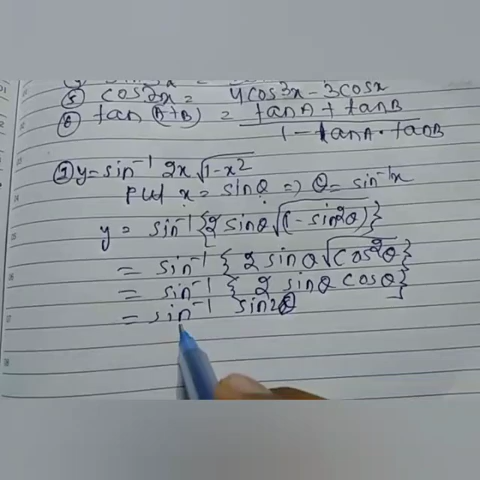 ⑤ cos3x = 4cos3x - 3cosx
⑥ tan (A+B) = tanA + tanB / 1 - tanA · tanB
① y = sin⁻¹ 2x √1-x²
Put x = sinθ ⇒ θ = sin⁻¹x
y = sin⁻¹ {2 sinθ √(1 - sin²θ)}
= sin⁻¹ {2 sinθ √cos²θ}
= sin⁻¹ {2 sinθ cosθ}
= sin⁻¹ sin2θ